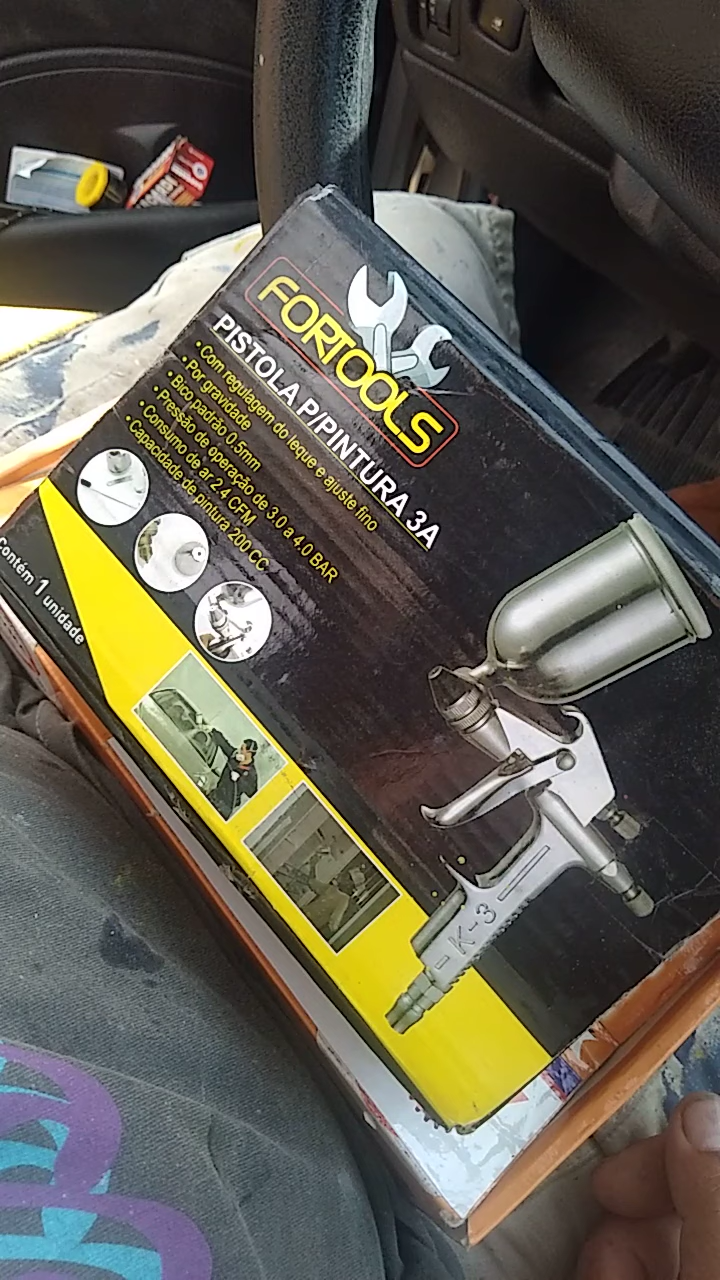 FORTOOLS
PISTOLA P/PINTURA 3A
•Com regulagem do leque e ajuste fino
•Por gravidade
•Bico padrão 0.5mm
•Pressão de operação de 3.0 a 4.0 BAR
•Consumo de ar 2.4 CFM
•Capacidade de pintura 200 CC
Contém 1 unidade
K-3